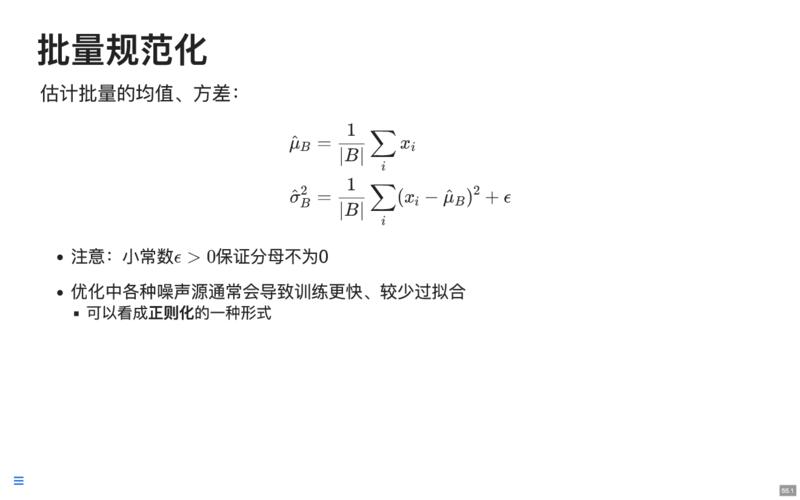 批量规范化
估计批量的均值、方差：
$\hat{\mu}_B = \frac{1}{|B|} \sum_i x_i$
$\hat{\sigma}_B^2 = \frac{1}{|B|} \sum_i (x_i - \hat{\mu}_B)^2 + \epsilon$
• 注意：小常数$\epsilon > 0$保证分母不为0
• 优化中各种噪声源通常会导致训练更快、较少过拟合
▪ 可以看成正则化的一种形式
55.1